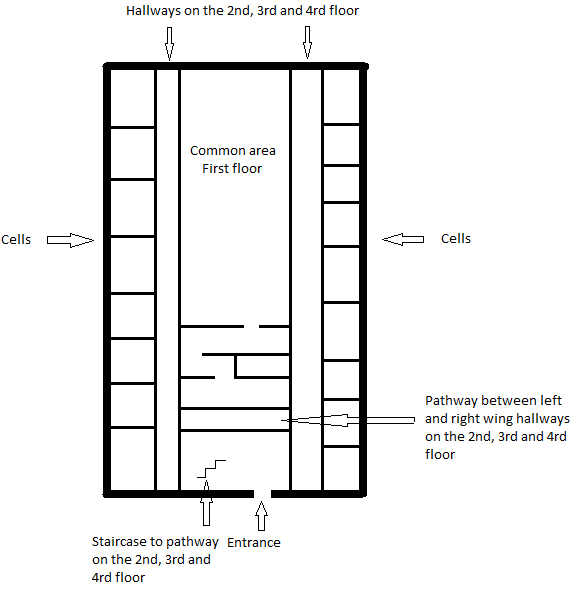 Hallways on the 2nd, 3rd and 4rd floor
Common area
First floor
Cells
Cells
Pathway between left
and right wing hallways
on the 2nd, 3rd and 4rd
floor
Staircase to pathway
on the 2nd, 3rd and
4rd floor
Entrance